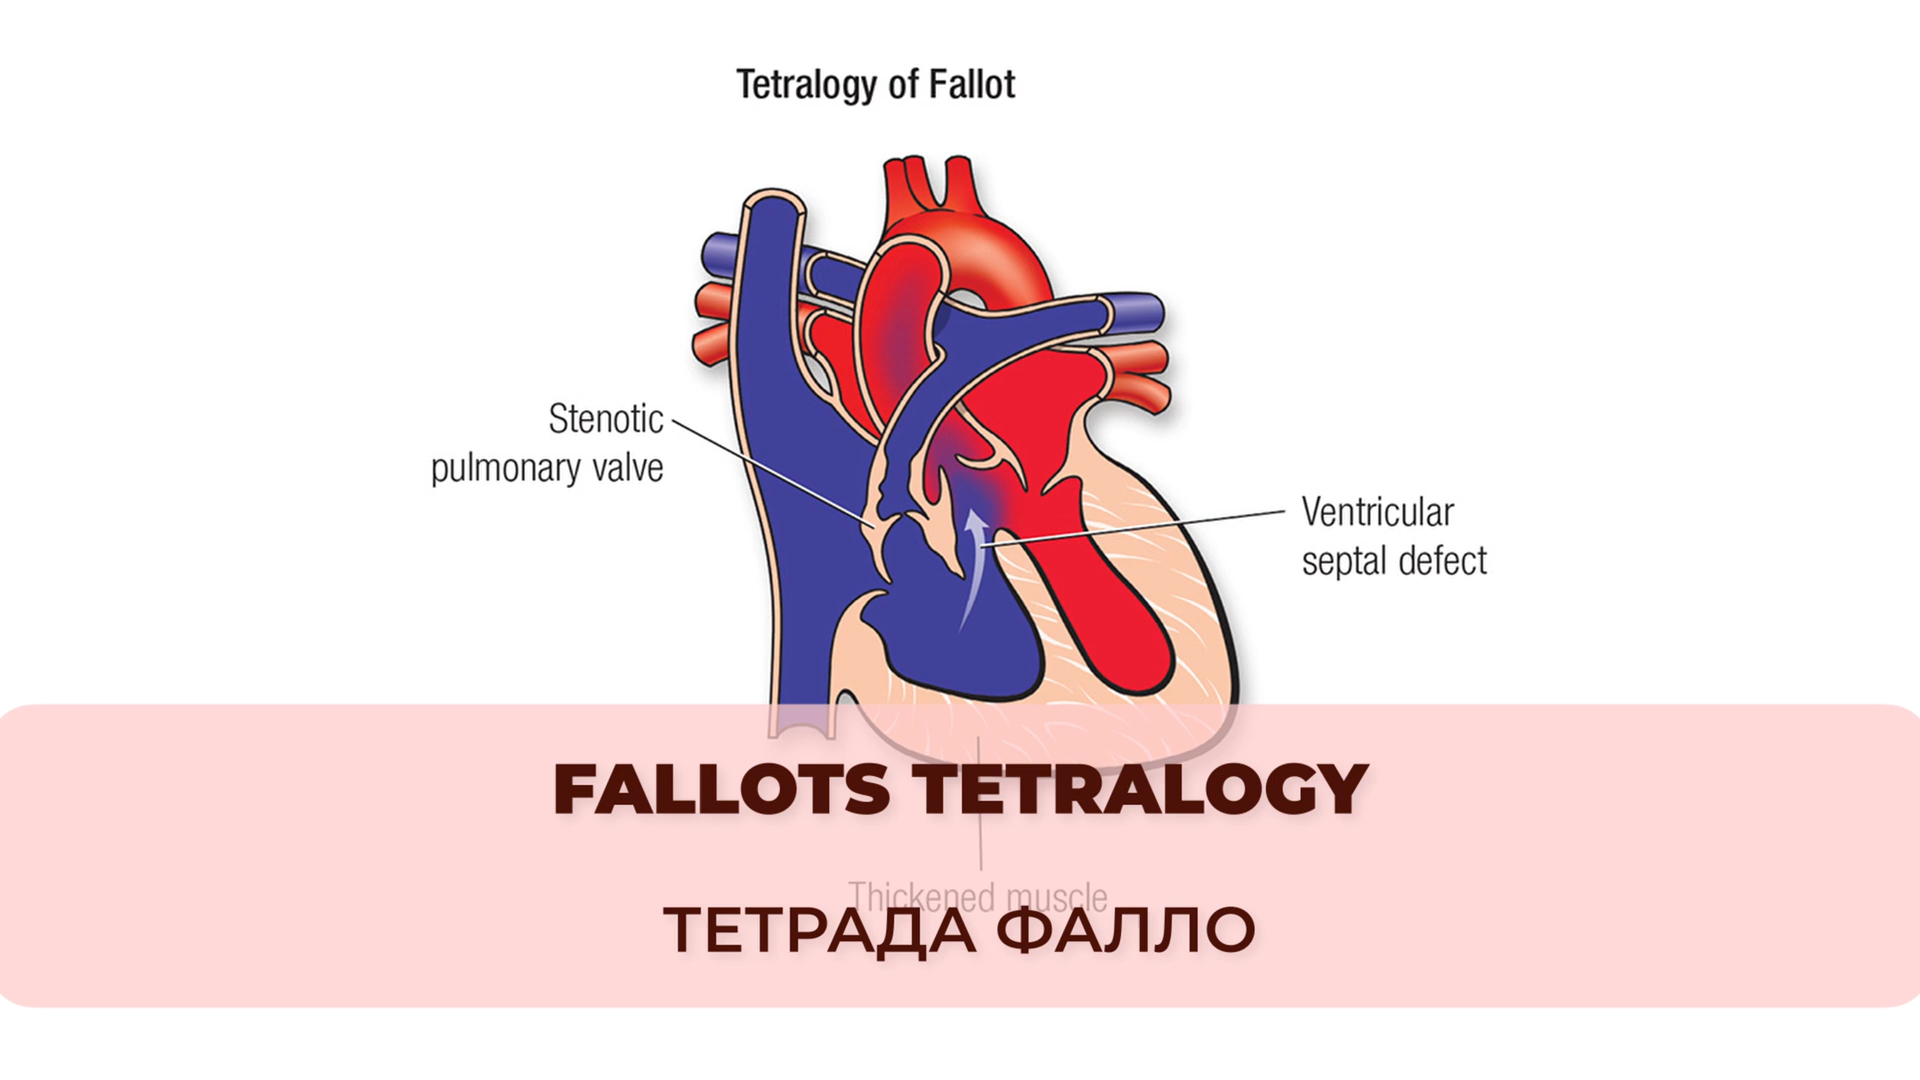 Tetralogy of Fallot
Stenotic
pulmonary valve
Ventricular
septal defect
FALLOTS TETRALOGY
Thickened muscle
ТЕТРАДА ФАЛЛО